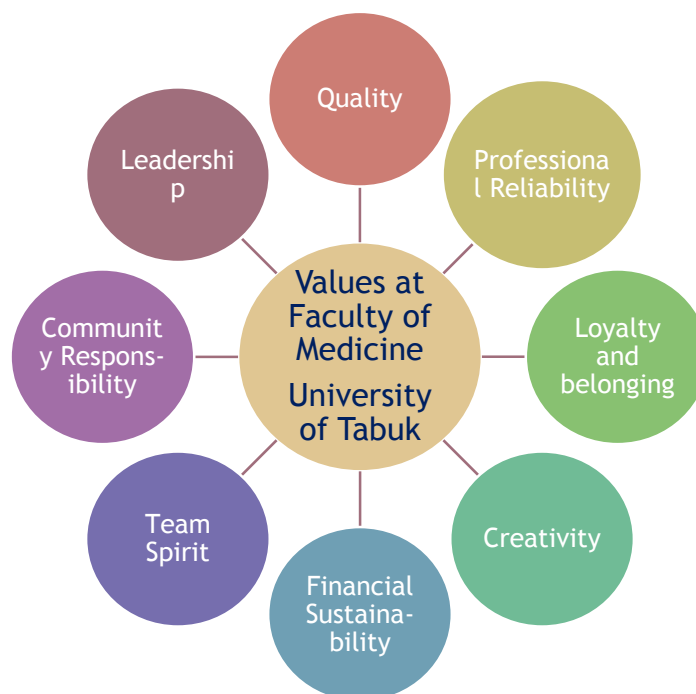 Quality
Professiona
l Reliability
Loyalty
and
belonging
Creativity
Financial
Sustaina-
bility
Team
Spirit
Communit
y Respons-
ibility
Leadershi
p
Values at
Faculty of
Medicine
University
of Tabuk